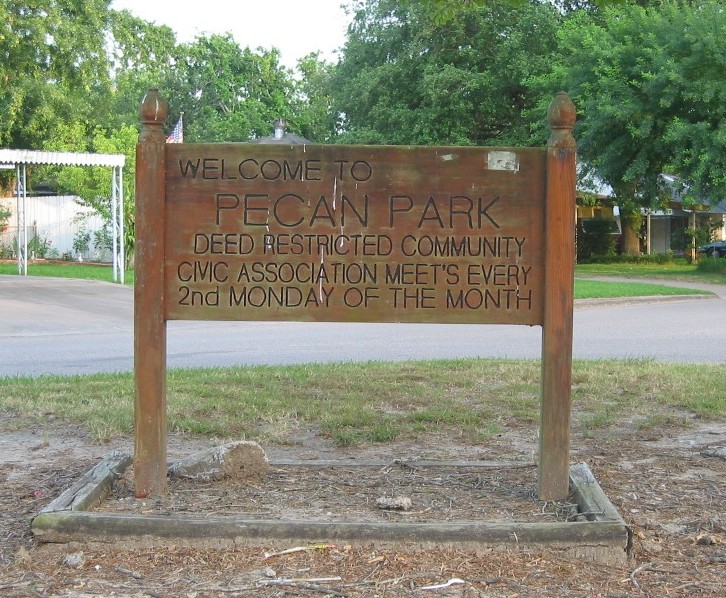 WELCOME TO
PECAN PARK
DEED RESTRICTED COMMUNITY
CIVIC ASSOCIATION MEET'S EVERY
2nd MONDAY OF THE MONTH